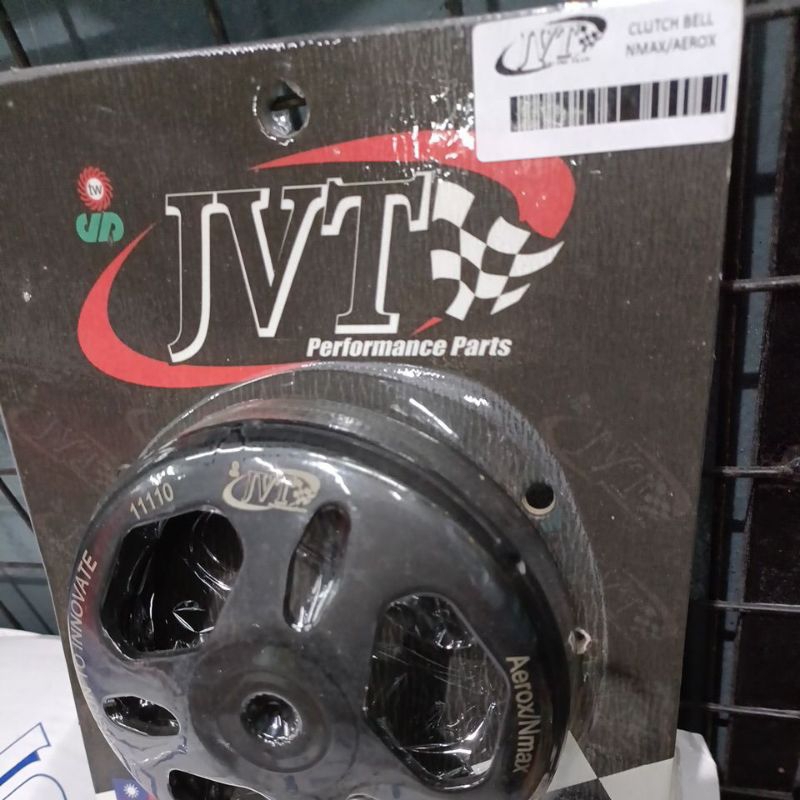 JVT
CLUTCH BELL
NMAX/AEROX
tw
JVT
Performance Parts
JVT
11110
TO INNOVATE
Aerox/Nmax